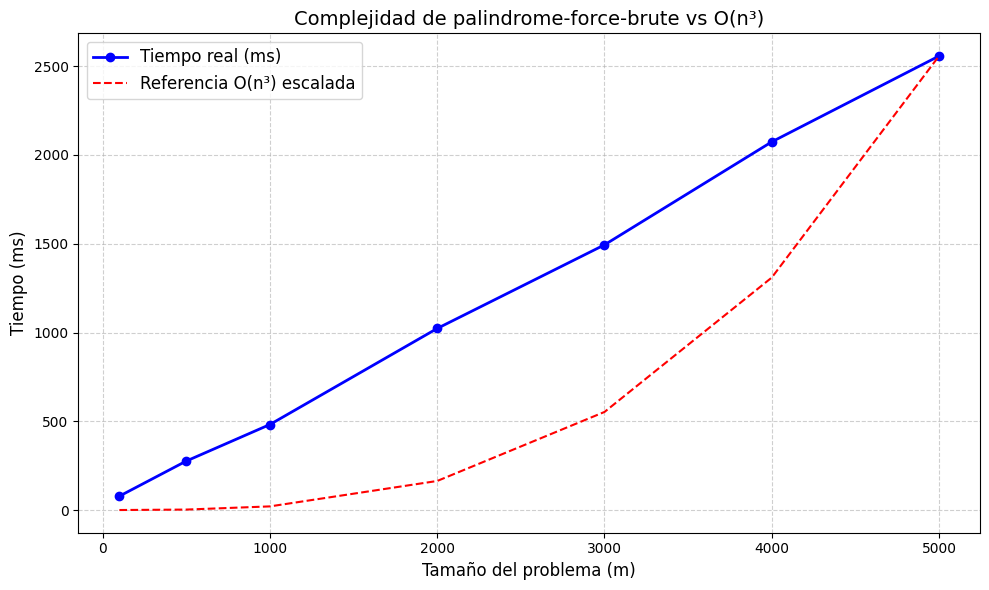 Complejidad de palindrome-force-brute vs O(n³)
Tiempo real (ms)
Referencia O(n³) escalada
Tiempo (ms)
2500
2000
1500
1000
500
0
0 1000 2000 3000 4000 5000
Tamaño del problema (m)